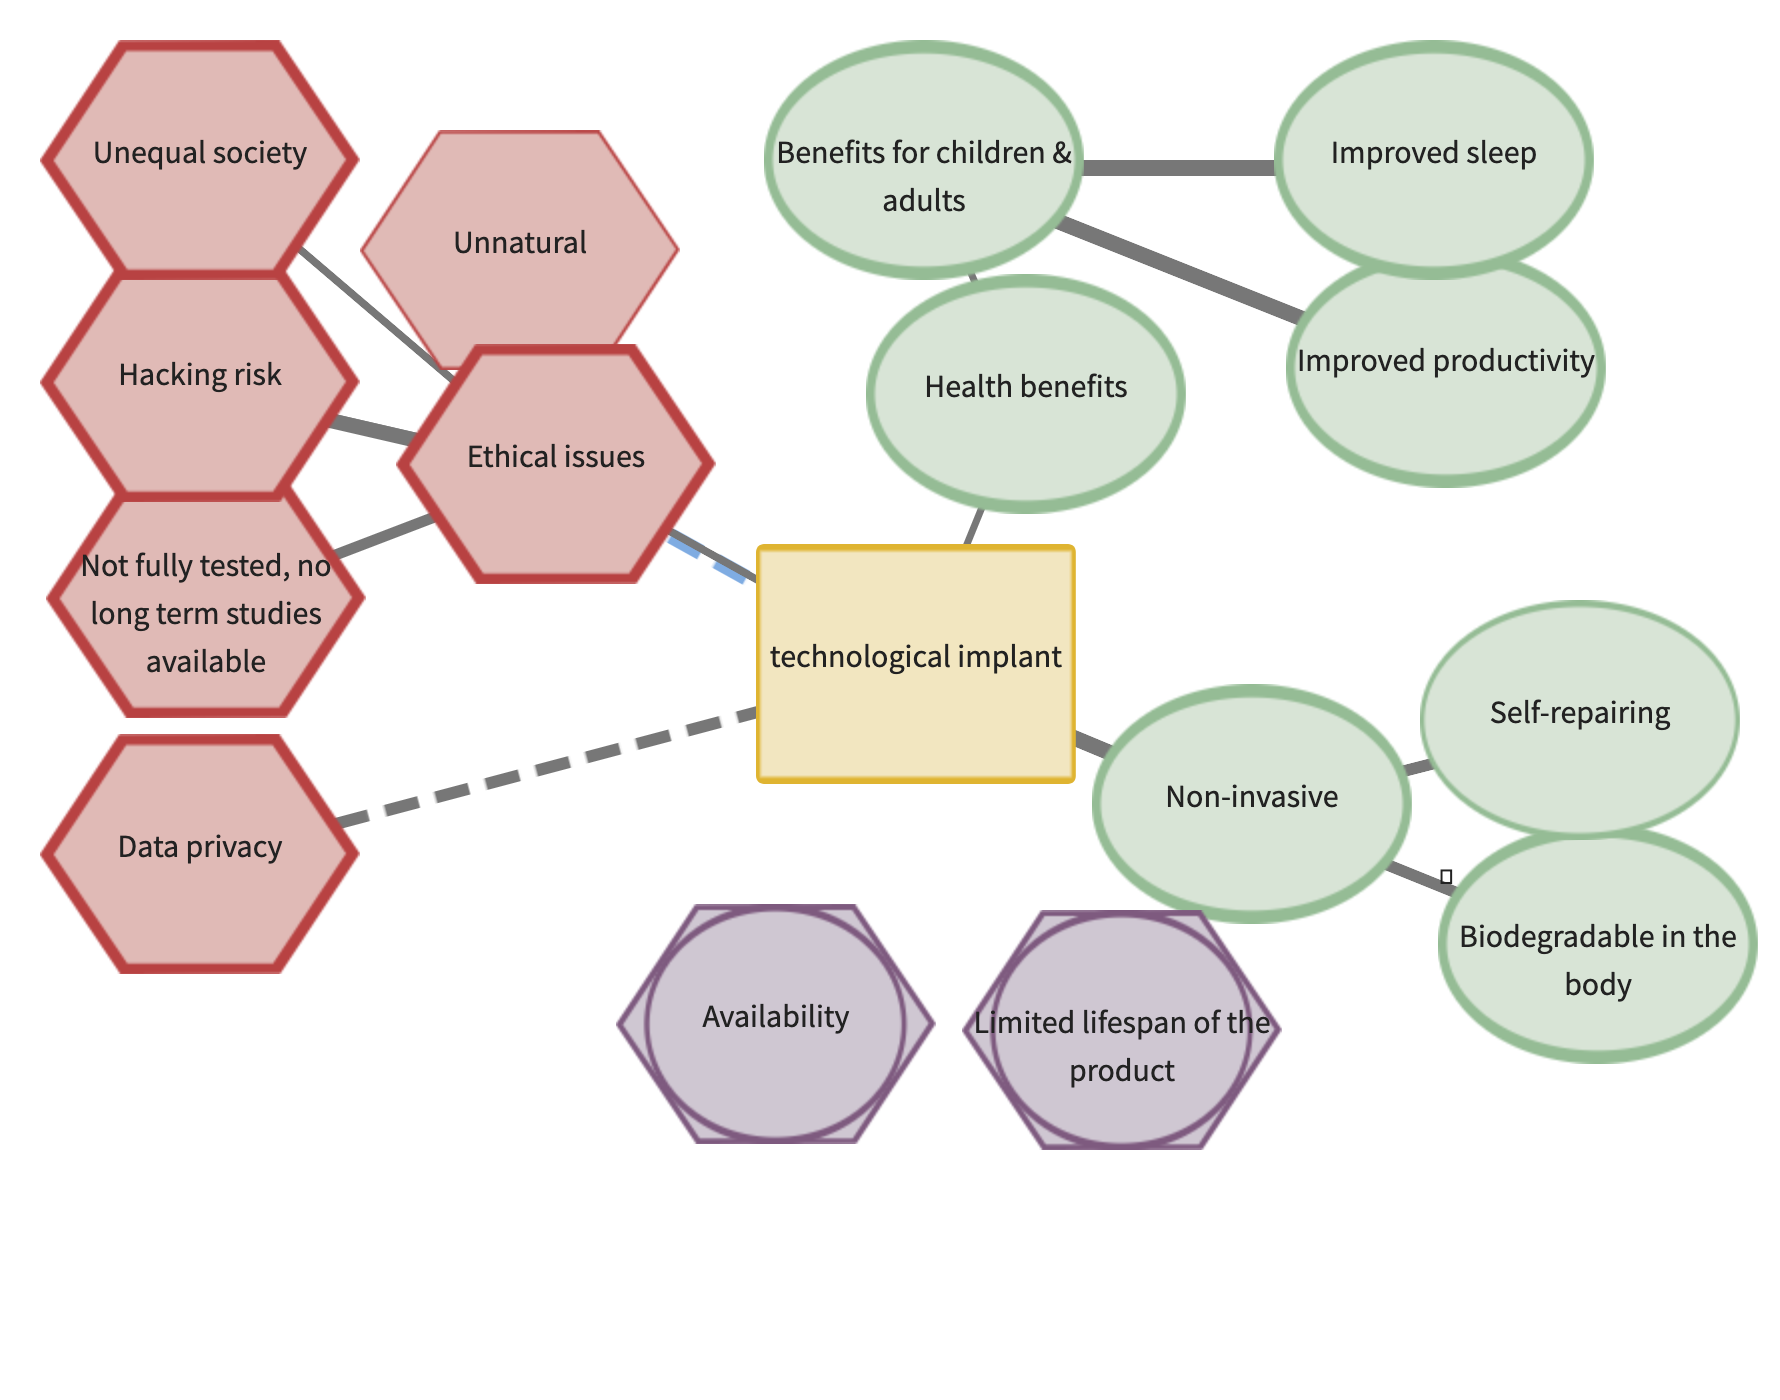 Unequal society
Unnatural
Hacking risk
Ethical issues
Not fully tested, no
long term studies
available
Data privacy
Benefits for children &
adults
Improved sleep
Improved productivity
Health benefits
technological implant
Self-repairing
Non-invasive
Biodegradable in the
body
Availability
Limited lifespan of the
product